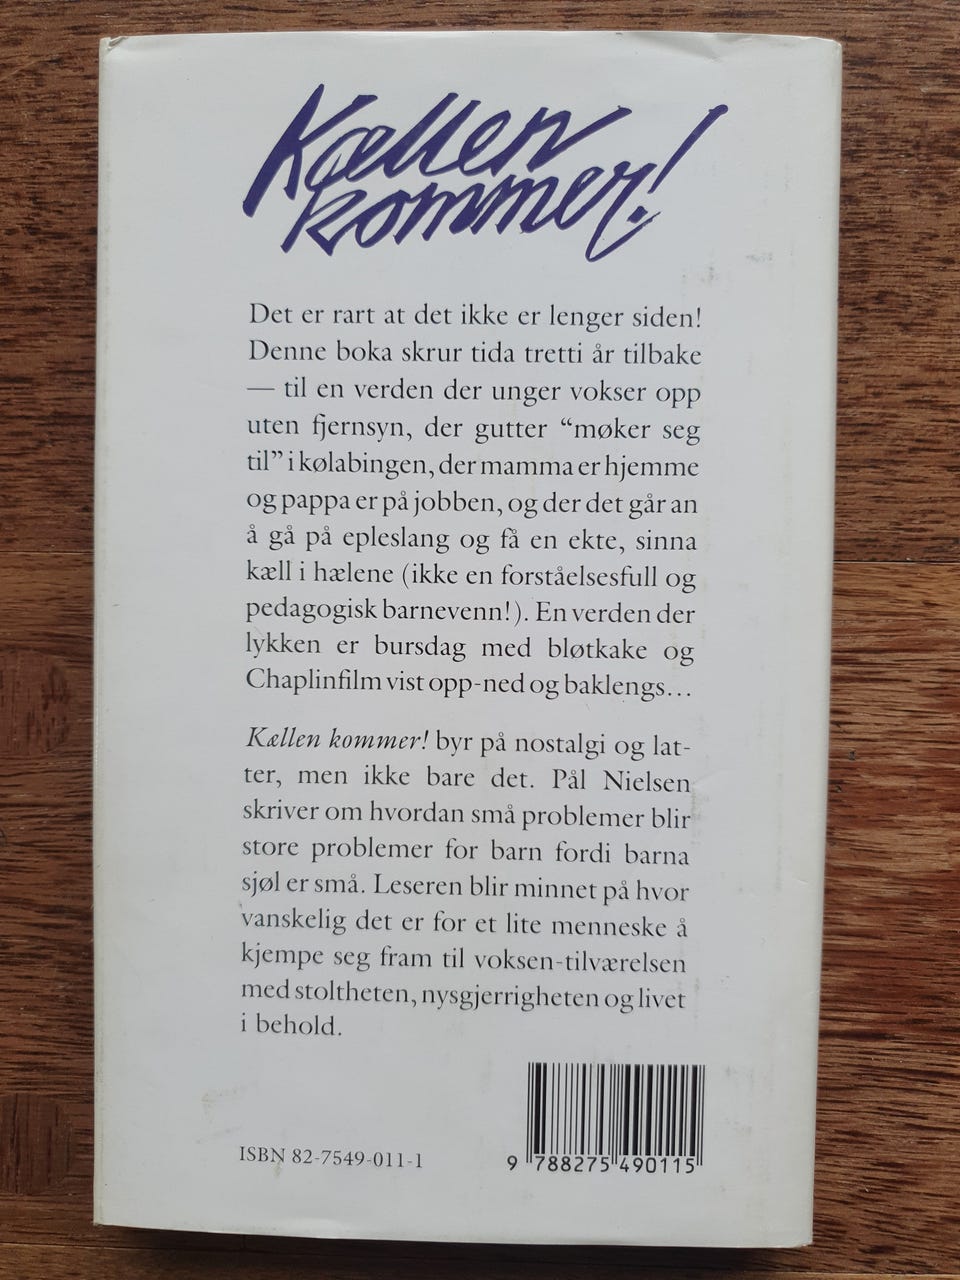 Kællen
kommer!
Det er rart at det ikke er lenger siden!
Denne boka skrur tida tretti år tilbake
— til en verden der unger vokser opp
uten fjernsyn, der gutter “møker seg
til” i kølabingen, der mamma er hjemme
og pappa er på jobben, og der det går an
å gå på epleslang og få en ekte, sinna
kæll i hælene (ikke en forståelsesfull og
pedagogisk barnevenn!). En verden der
lykken er bursdag med bløtkake og
Chaplinfilm vist opp-ned og baklengs...
Kællen kommer! byr på nostalgi og lat-
ter, men ikke bare det. Pål Nielsen
skriver om hvordan små problemer blir
store problemer for barn fordi barna
sjøl er små. Leseren blir minnet på hvor
vanskelig det er for et lite menneske å
kjempe seg fram til voksen-tilværelsen
med stoltheten, nysgjerrigheten og livet
i behold.
ISBN 82-7549-011-1
9 788275 490115